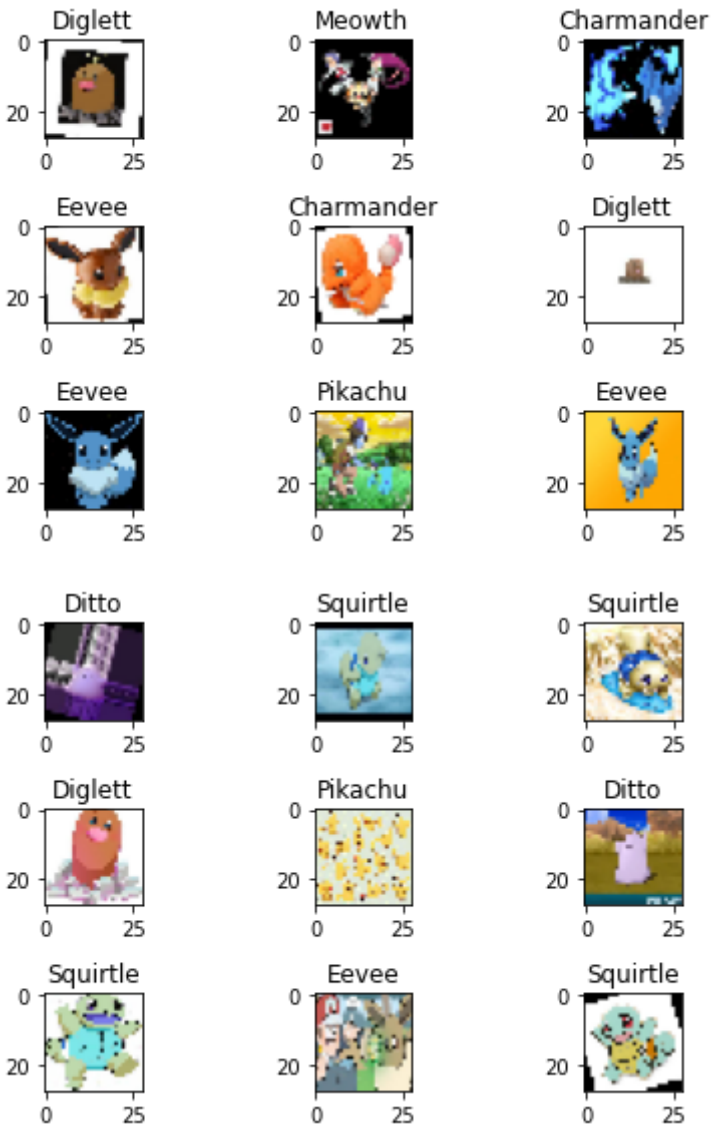 Diglett Meowth Charmander
0 0 0
20 20 20
0 25 0 25 0 25
Eevee Charmander Diglett
0 0 0
20 20 20
0 25 0 25 0 25
Eevee Pikachu Eevee
0 0 0
20 20 20
0 25 0 25 0 25
Ditto Squirtle Squirtle
0 0 0
20 20 20
0 25 0 25 0 25
Diglett Pikachu Ditto
0 0 0
20 20 20
0 25 0 25 0 25
Squirtle Eevee Squirtle
0 0 0
20 20 20
0 25 0 25 0 25